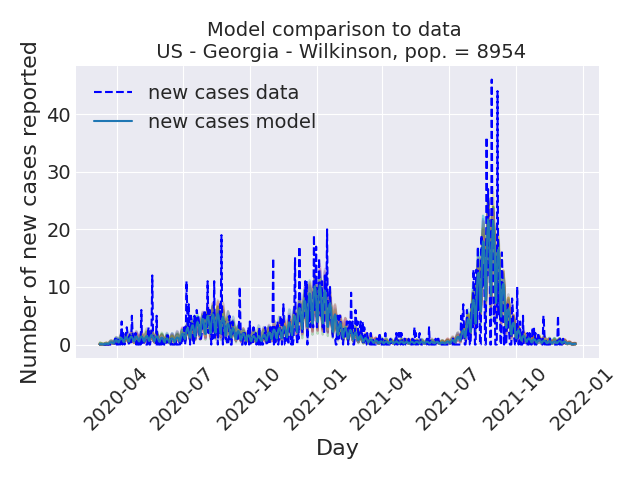 Model comparison to data
US - Georgia - Wilkinson, pop. = 8954
Number of new cases reported
new cases data
new cases model
40
30
20
10
0
2020-04
2020-07
2020-10
2021-01
2021-04
2021-07
2021-10
2022-01
Day